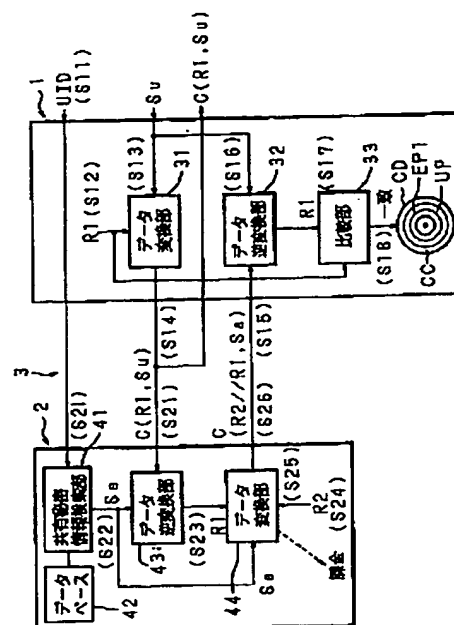 3
2
1
UID
(S11)
(S21)
41
共有秘密
情報検索部
データ
ベース
42
(S22)
Sa
C(R1,Su)
(S21)
(S14)
データ
逆変換部
43
(S23)
R1
データ
変換部
44
Sa
C
(R2//R1,Sa)
(S26)
(S15)
(S25)
R2
(S24)
課金
R1(S12)
Su
(S13)
データ
変換部
31
C(R1,Su)
(S16)
データ
逆変換部
32
R1
(S17)
比較部
33
(S18)
一致
CD
EP1
UP
CC